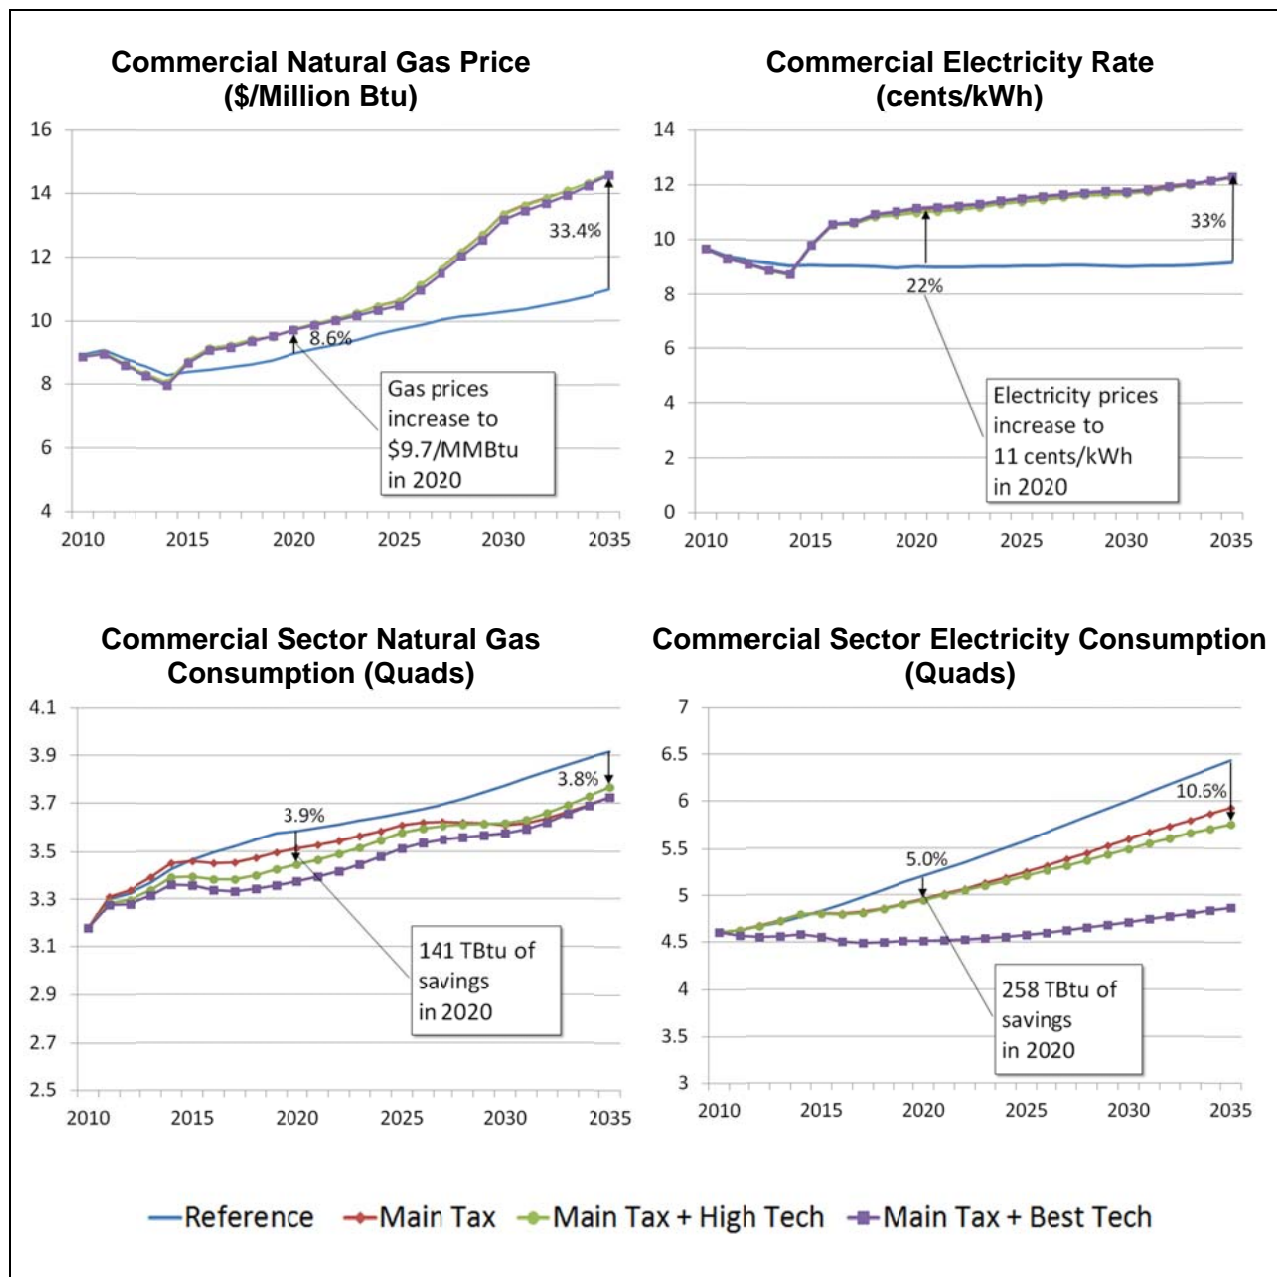 Commercial Natural Gas Price
($/Million Btu)
16
14
12
10
8
6
4
2010
2015
2020
2025
2030
2035
33.4%
8.6%
Gas prices
increase to
$9.7/MMBtu
in 2020
Commercial Electricity Rate
(cents/kWh)
14
12
10
8
6
4
2
0
2010
2015
2020
2025
2030
2035
33%
22%
Electricity prices
increase to
11 cents/kWh
in 2020
Commercial Sector Natural Gas
Consumption (Quads)
4.1
3.9
3.7
3.5
3.3
3.1
2.9
2.7
2.5
2010
2015
2020
2025
2030
2035
3.9%
3.8%
141 TBtu of
savings
in 2020
Commercial Sector Electricity Consumption
(Quads)
7
6.5
6
5.5
5
4.5
4
3.5
3
2010
2015
2020
2025
2030
2035
5.0%
10.6%
258 TBtu of
savings
in 2020
Reference Main Tax Main Tax + High Tech Main Tax + Best Tech